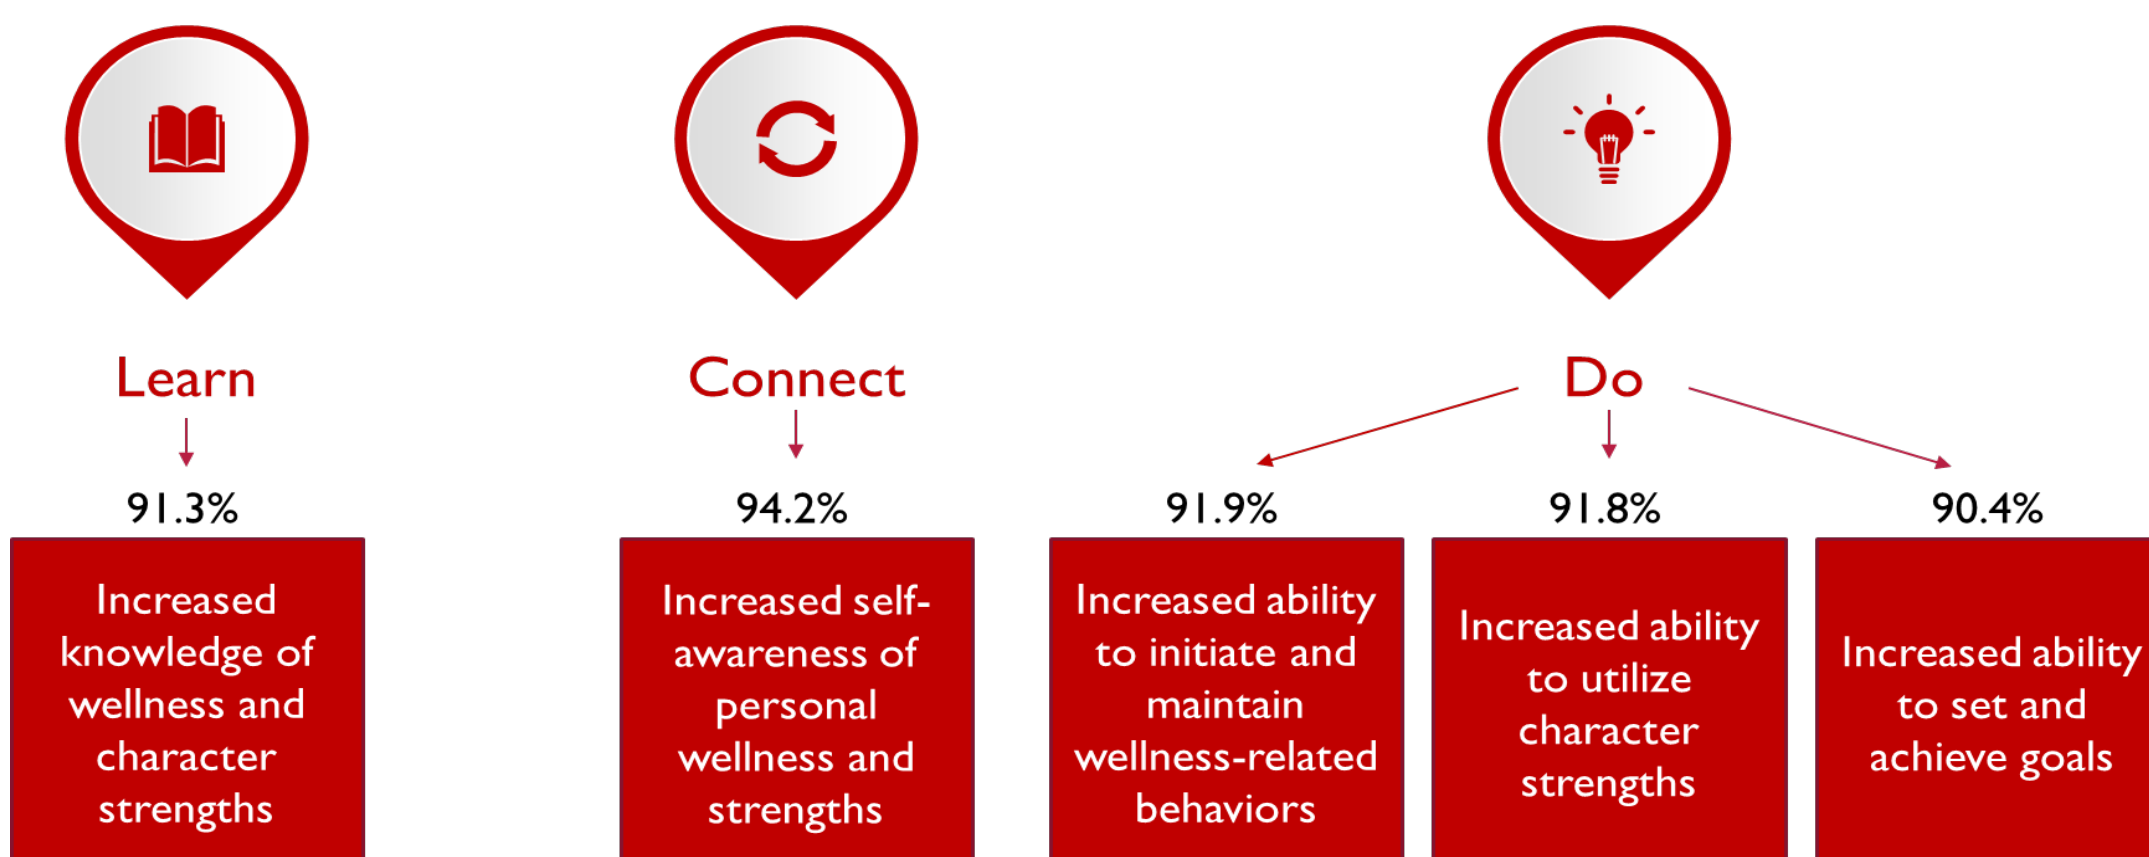 Learn
Connect
Do
91.3%
94.2%
91.9%
91.8%
90.4%
Increased
knowledge of
wellness and
character
strengths
Increased self-
awareness of
personal
wellness and
strengths
Increased ability
to initiate and
maintain
wellness-related
behaviors
Increased ability
to utilize
character
strengths
Increased ability
to set and
achieve goals